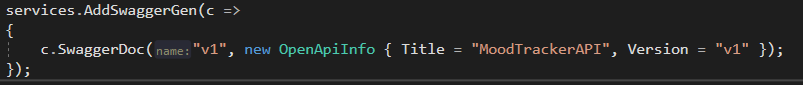 services.AddSwaggerGen(c =>
{
    c.SwaggerDoc(name:"v1", new OpenApiInfo { Title = "MoodTrackerAPI", Version = "v1" });
});